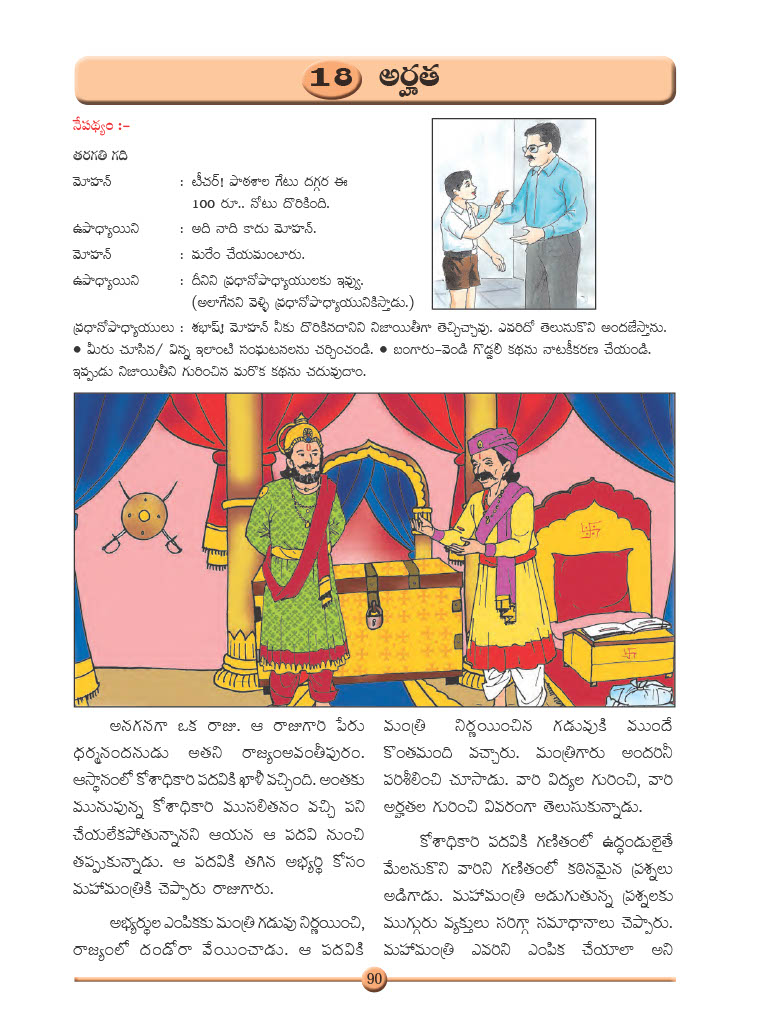 18 అర్హత
నేపథ్యం :–
తరగతి గది
మోహన్ : టీచర్! పాఠశాల గేటు దగ్గర ఈ
100 రూ.. నోటు దొరికింది.
ఉపాధ్యాయిని : అది నాది కాదు మోహన్.
మోహన్ : మరేం చేయమంటారు.
ఉపాధ్యాయిని : దీనిని ప్రధానోపాధ్యాయులకు ఇవ్వు.
(అలాగేనని వెళ్ళి ప్రధానోపాధ్యాయునికిస్తాడు.)
ప్రధానోపాధ్యాయులు : శభాష్! మోహన్ నీకు దొరికినదానిని నిజాయితీగా తెచ్చిచ్చావు. ఎవరిదో తెలుసుకొని అందజేస్తాను.
• మీరు చూసిన/ విన్న ఇలాంటి సంఘటనలను చర్చించండి. • బంగారు–వెండి గొడ్డలి కథను నాటకీకరణ చేయండి.
ఇప్పుడు నిజాయితీని గురించిన మరొక కథను చదువుదాం.
అనగనగా ఒక రాజు. ఆ రాజుగారి పేరు
ధర్మనందనుడు అతని రాజ్యంఅవంతీపురం.
ఆస్థానంలో కోశాధికారి పదవికి ఖాళీ వచ్చింది. అంతకు
మునుపున్న కోశాధికారి ముసలితనం వచ్చి పని
చేయలేకపోతున్నానని ఆయన ఆ పదవి నుంచి
తప్పుకున్నాడు. ఆ పదవికి తగిన అభ్యర్థి కోసం
మహామంత్రికి చెప్పారు రాజుగారు.
అభ్యర్థుల ఎంపికకు మంత్రి గడువు నిర్ణయించి,
రాజ్యంలో దండోరా వేయించాడు. ఆ పదవికి
మంత్రి నిర్ణయించిన గడువుకి ముందే
కొంతమంది వచ్చారు. మంత్రిగారు అందరినీ
పరిశీలించి చూసాడు. వారి విద్యల గురించి, వారి
అర్హతల గురించి వివరంగా తెలుసుకున్నాడు.
కోశాధికారి పదవికి గణితంలో ఉద్ధండులైతే
మేలనుకొని వారిని గణితంలో కఠినమైన ప్రశ్నలు
అడిగాడు. మహామంత్రి అడుగుతున్న ప్రశ్నలకు
ముగ్గురు వ్యక్తులు సరిగ్గా సమాధానాలు చెప్పారు.
మహామంత్రి ఎవరిని ఎంపిక చేయాలా అని
90